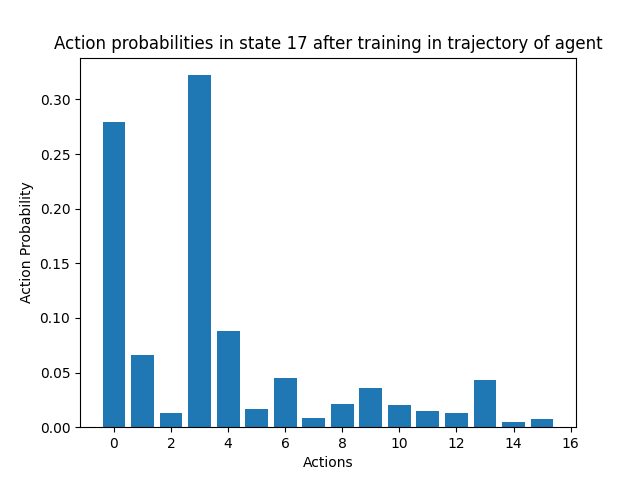 Action probabilities in state 17 after training in trajectory of agent
0.30
0.25
0.20
0.15
0.10
0.05
0.00
Action Probability
0 2 4 6 8 10 12 14 16
Actions